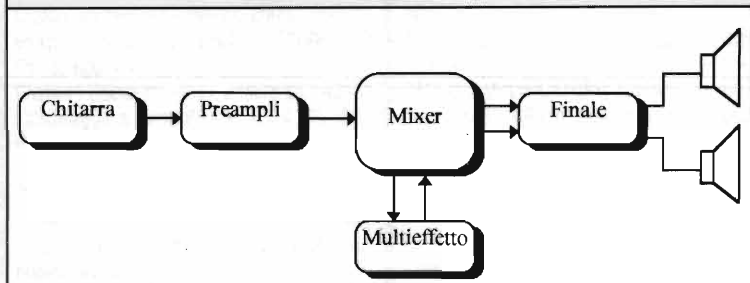 Chitarra
Preampli
Mixer
Finale
Multieffetto